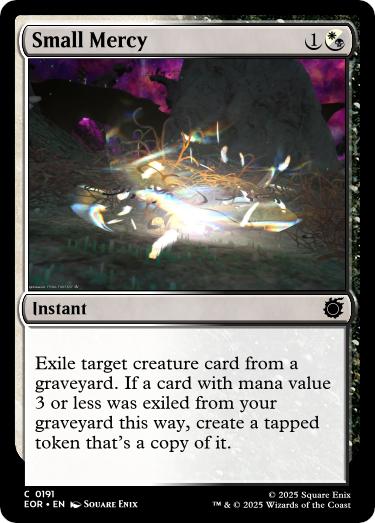 Small Mercy 1
Instant
Exile target creature card from a
graveyard. If a card with mana value
3 or less was exiled from your
graveyard this way, create a tapped
token that's a copy of it.
C 0191
EOR • EN SQUARE ENIX
© 2025 Square Enix
™ & © 2025 Wizards of the Coast